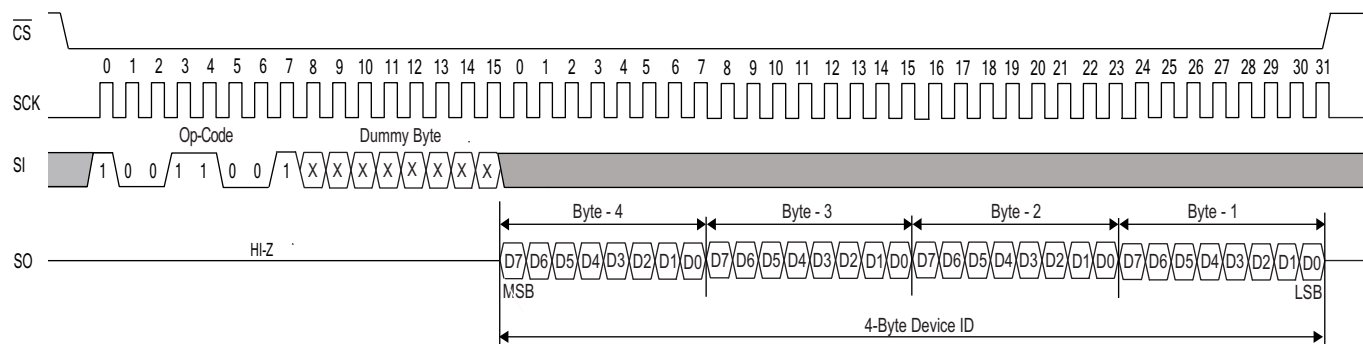 CS
0 1 2 3 4 5 6 7 8 9 10 11 12 13 14 15 0 1 2 3 4 5 6 7 8 9 10 11 12 13 14 15 16 17 18 19 20 21 22 23 24 25 26 27 28 29 30 31
SCK
Op-Code Dummy Byte
SI 1 0 0 1 1 0 0 1 X X X X X X X X
Byte - 4 Byte - 3 Byte - 2 Byte - 1
HI-Z
SO D7 D6 D5 D4 D3 D2 D1 D0 D7 D6 D5 D4 D3 D2 D1 D0 D7 D6 D5 D4 D3 D2 D1 D0 D7 D6 D5 D4 D3 D2 D1 D0
MSB LSB
4-Byte Device ID